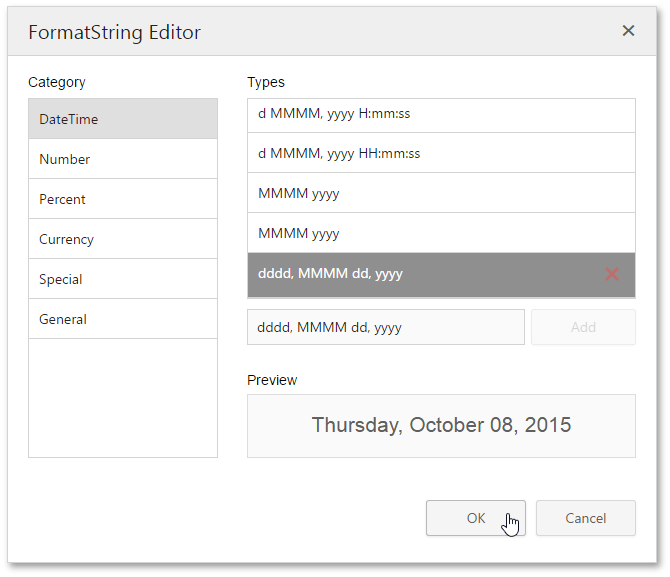 FormatString Editor
Category
DateTime
Number
Percent
Currency
Special
General
Types
d MMMM, yyyy H:mm:ss
d MMMM, yyyy HH:mm:ss
MMMM yyyy
MMMM yyyy
dddd, MMMM dd, yyyy
dddd, MMMM dd, yyyy
Add
Preview
Thursday, October 08, 2015
OK
Cancel